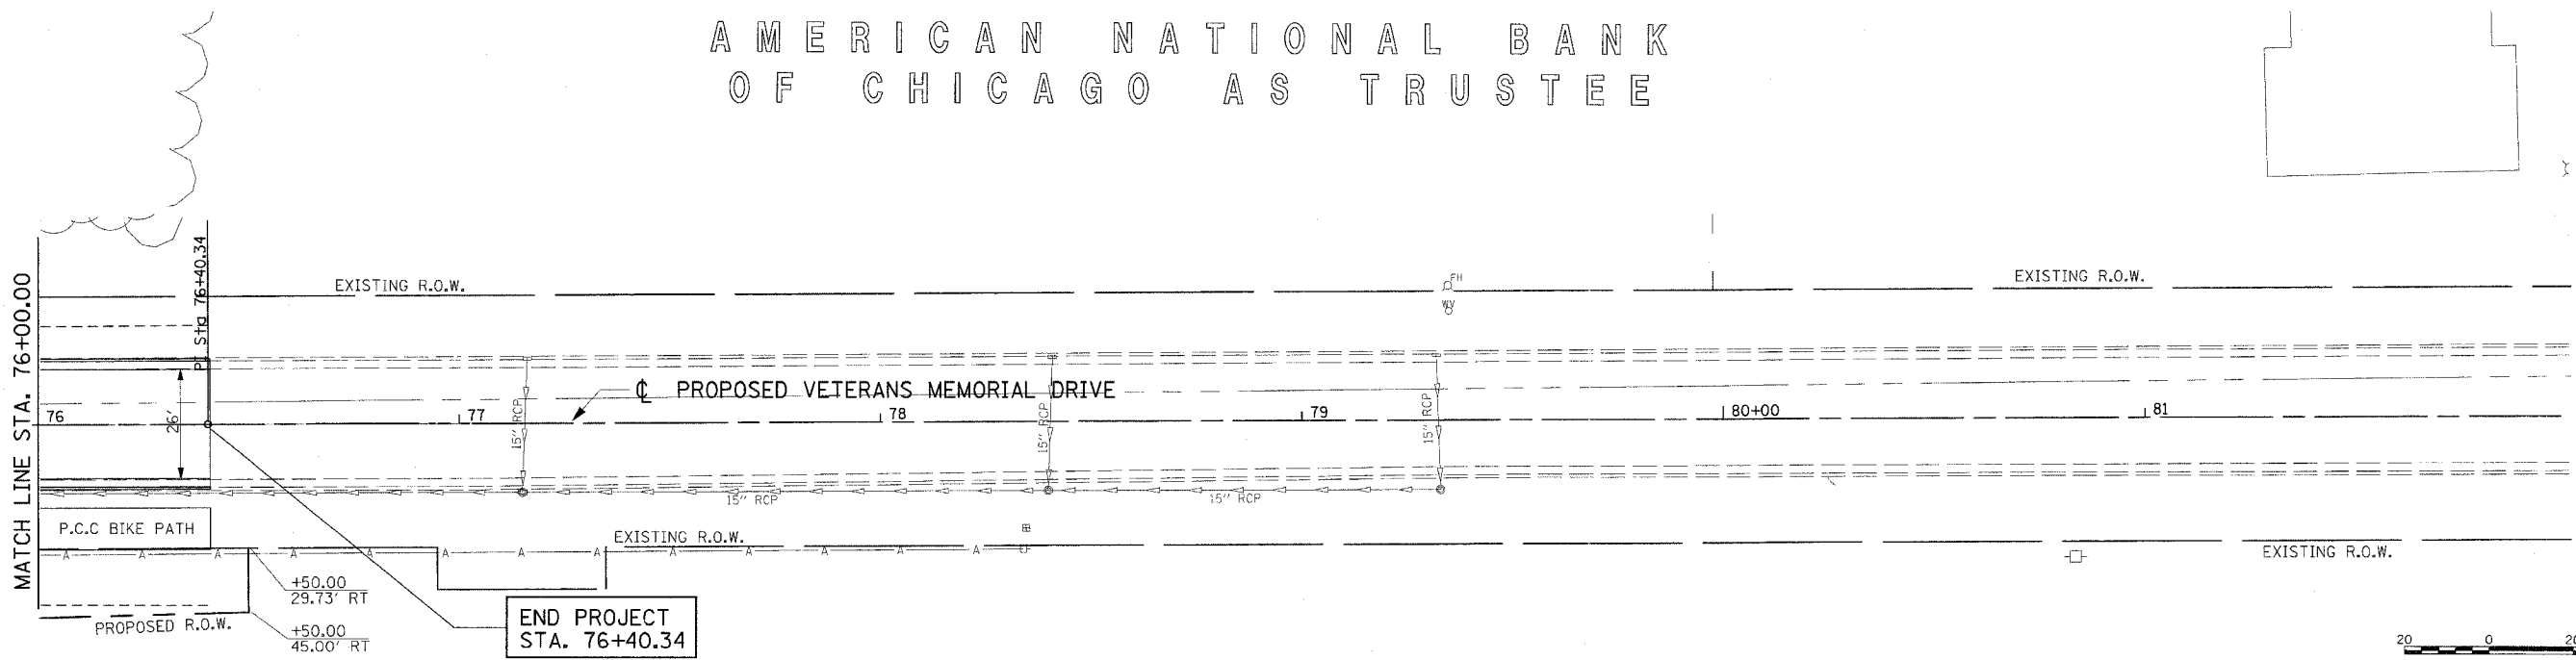 AMERICAN NATIONAL BANK
OF CHICAGO AS TRUSTEE
MATCH LINE STA. 76+00.00
PI Sta 76+40.34
EXISTING R.O.W.
FH
WV
EXISTING R.O.W.
76
26'
77
15" RCP
℄ PROPOSED VETERANS MEMORIAL DRIVE
78
15" RCP
79
15" RCP
80+00
81
15" RCP
15" RCP
P.C.C BIKE PATH
EXISTING R.O.W.
A A A A A A A A A A A A A
EXISTING R.O.W.
+50.00
29.73' RT
PROPOSED R.O.W.
+50.00
45.00' RT
END PROJECT
STA. 76+40.34
20 0 20